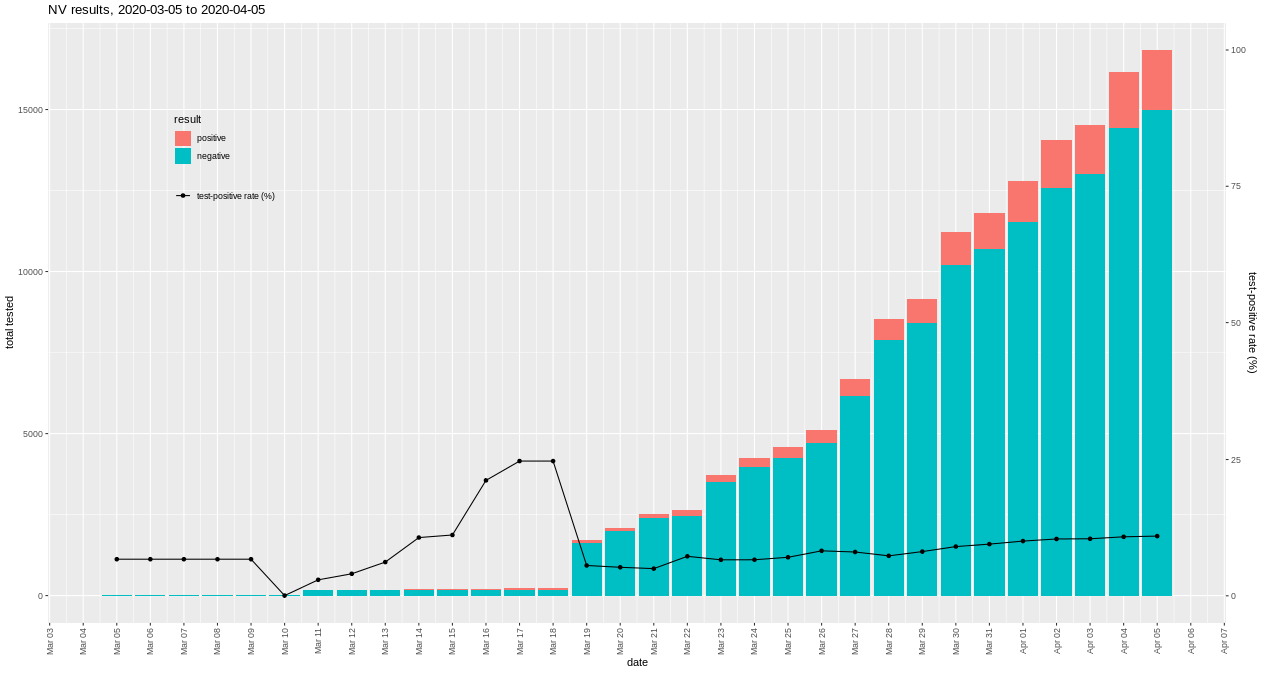 NV results, 2020-03-05 to 2020-04-05
total tested
15000
10000
5000
0
result
positive
negative
test-positive rate (%)
100
75
50
25
0
test-positive rate (%)
Mar 03
Mar 04
Mar 05
Mar 06
Mar 07
Mar 08
Mar 09
Mar 10
Mar 11
Mar 12
Mar 13
Mar 14
Mar 15
Mar 16
Mar 17
Mar 18
Mar 19
Mar 20
Mar 21
Mar 22
Mar 23
Mar 24
Mar 25
Mar 26
Mar 27
Mar 28
Mar 29
Mar 30
Mar 31
Apr 01
Apr 02
Apr 03
Apr 04
Apr 05
Apr 06
Apr 07
date